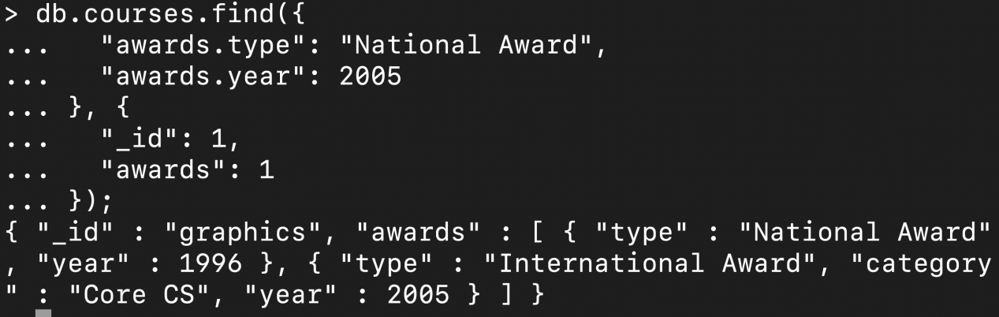 > db.courses.find({
...   "awards.type": "National Award",
...   "awards.year": 2005
... }, {
...   "_id": 1,
...   "awards": 1
... });
{ "_id" : "graphics", "awards" : [ { "type" : "National Award"
, "year" : 1996 }, { "type" : "International Award", "category
" : "Core CS", "year" : 2005 } ] }